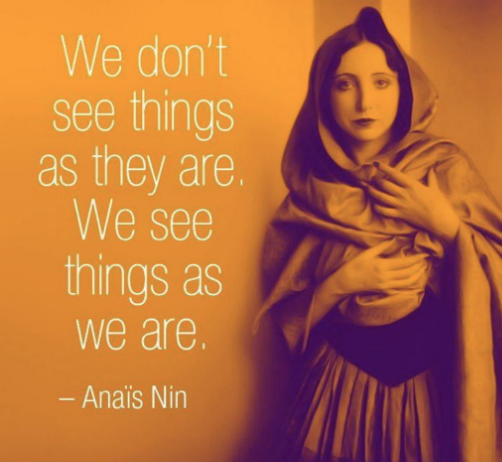 We don't
see things
as they are.
We see
things as
we are.
– Anaïs Nin